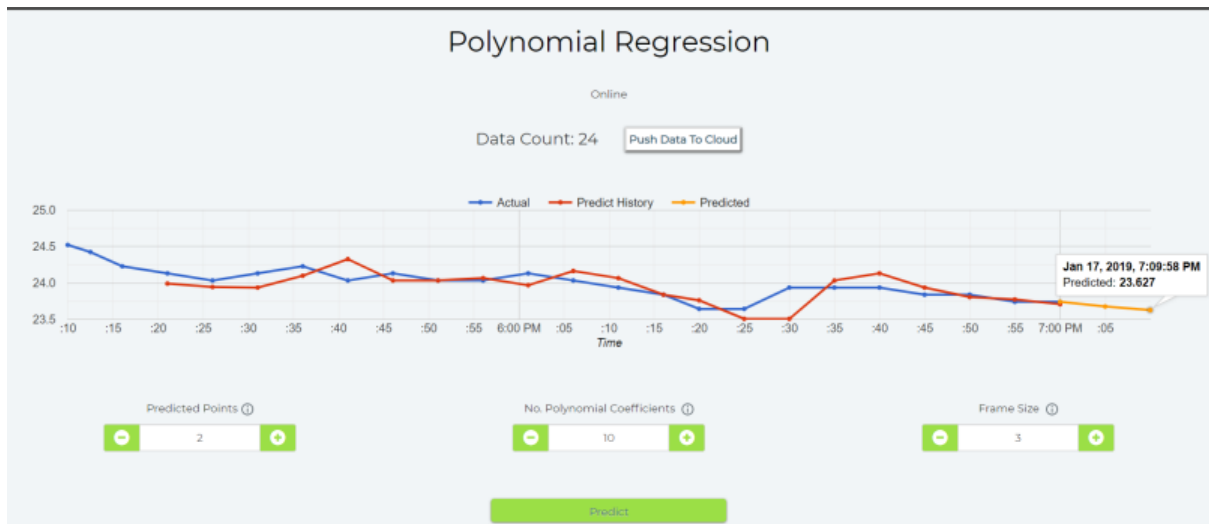 Polynomial Regression
Online
Data Count: 24 Push Data To Cloud
Actual Predict History Predicted
25.0
24.5
24.0
23.5
Jan 17, 2019, 7:09:58 PM
Predicted: 23.627
:10 :15 :20 :25 :30 :35 :40 :45 :50 :55 6:00 PM :05 :10 :15 :20 :25 :30 :35 :40 :45 :50 :55 7:00 PM :05
Time
Predicted Points No. Polynomial Coefficients Frame Size
2 10 3
Predict